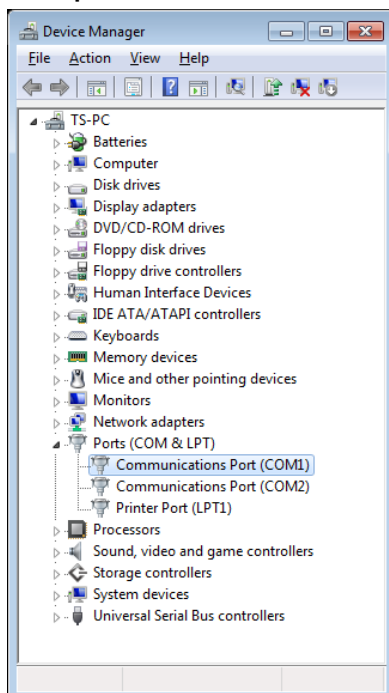 Device Manager
File Action View Help
TS-PC
Batteries
Computer
Disk drives
Display adapters
DVD/CD-ROM drives
Floppy disk drives
Floppy drive controllers
Human Interface Devices
IDE ATA/ATAPI controllers
Keyboards
Memory devices
Mice and other pointing devices
Monitors
Network adapters
Ports (COM & LPT)
Communications Port (COM1)
Communications Port (COM2)
Printer Port (LPT1)
Processors
Sound, video and game controllers
Storage controllers
System devices
Universal Serial Bus controllers